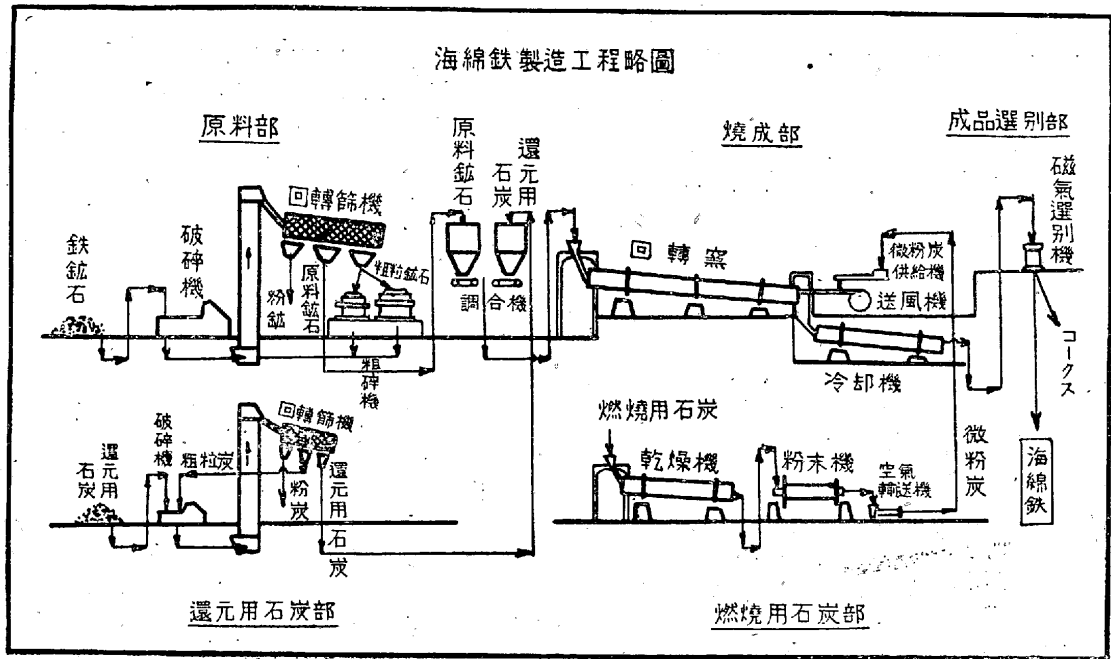 海綿鉄製造工程略圖
原料部
燒成部
成品選別部
鉄鉱石
破碎機
回轉篩機
粉鉱
原料鉱石
粗粒鉱石
粗碎機
原料鉱石
還元用石炭
調合機
回轉窯
微粉炭供給機
送風機
冷却機
磁氣選別機
コークス
海綿鉄
還元用石炭
破碎機
粗粒炭
回轉篩機
粉炭
還元用石炭
燃燒用石炭
乾燥機
粉末機
空氣輸送機
微粉炭
還元用石炭部
燃燒用石炭部